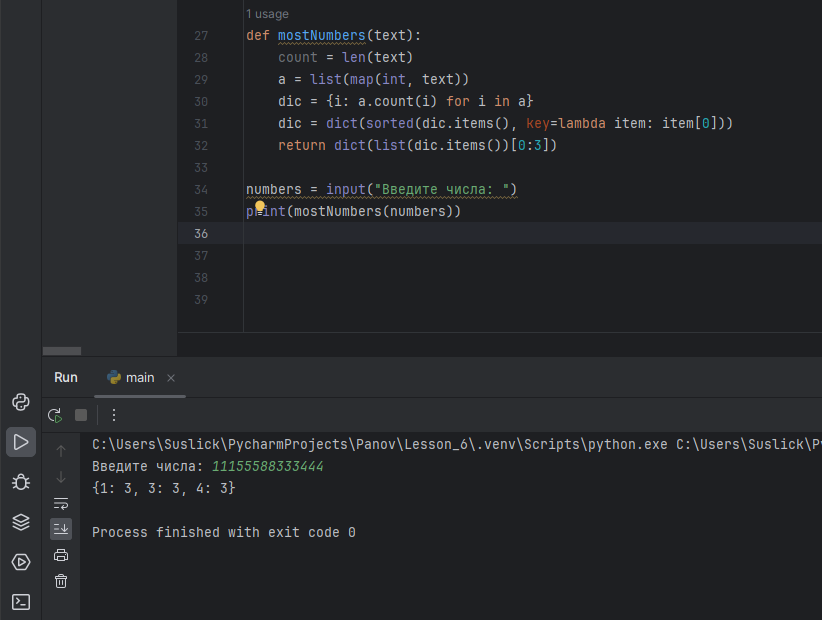 1 usage
27 def mostNumbers(text):
28 count = len(text)
29 a = list(map(int, text))
30 dic = {i: a.count(i) for i in a}
31 dic = dict(sorted(dic.items(), key=lambda item: item[0]))
32 return dict(list(dic.items())[0:3])
33
34 numbers = input("Введите числа: ")
35 print(mostNumbers(numbers))
36
37
38
39
Run main
C:\Users\Suslick\PycharmProjects\Panov\Lesson_6\.venv\Scripts\python.exe C:\Users\Suslick\
Введите числа: 11155588333444
{1: 3, 3: 3, 4: 3}
Process finished with exit code 0